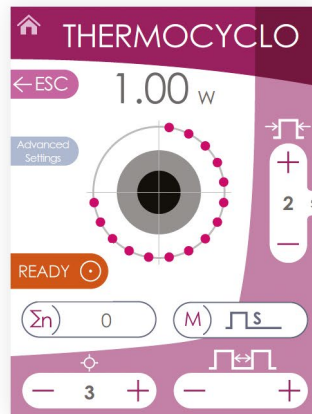 THERMOCYCLO
← ESC
1.00 W
Advanced
Settings
+
2 s
−
READY
Σn) 0
M) S
− 3 +
− +